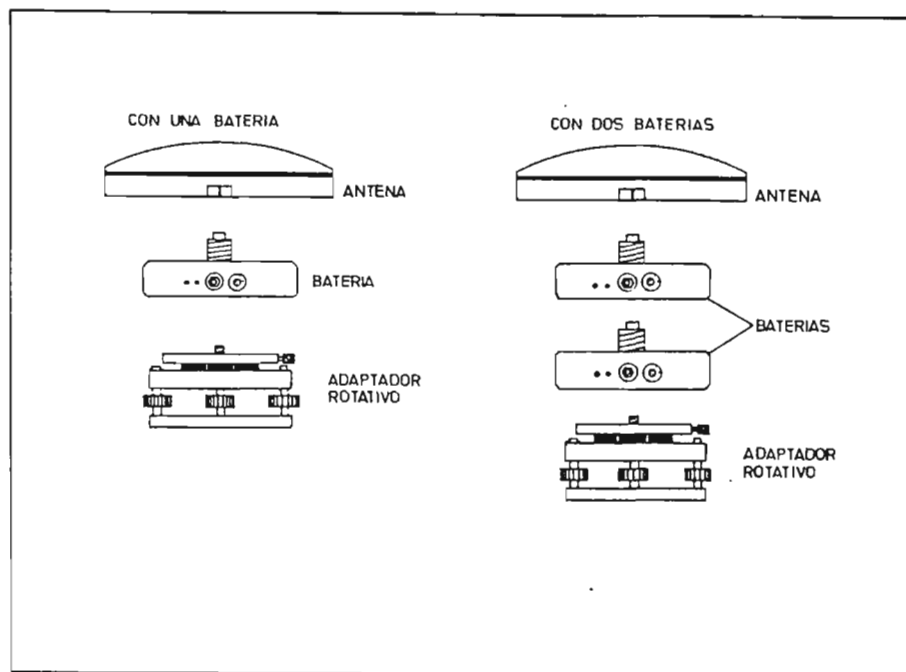 CON UNA BATERIA
ANTENA
BATERIA
ADAPTADOR
ROTATIVO
CON DOS BATERIAS
ANTENA
BATERIAS
ADAPTADOR
ROTATIVO